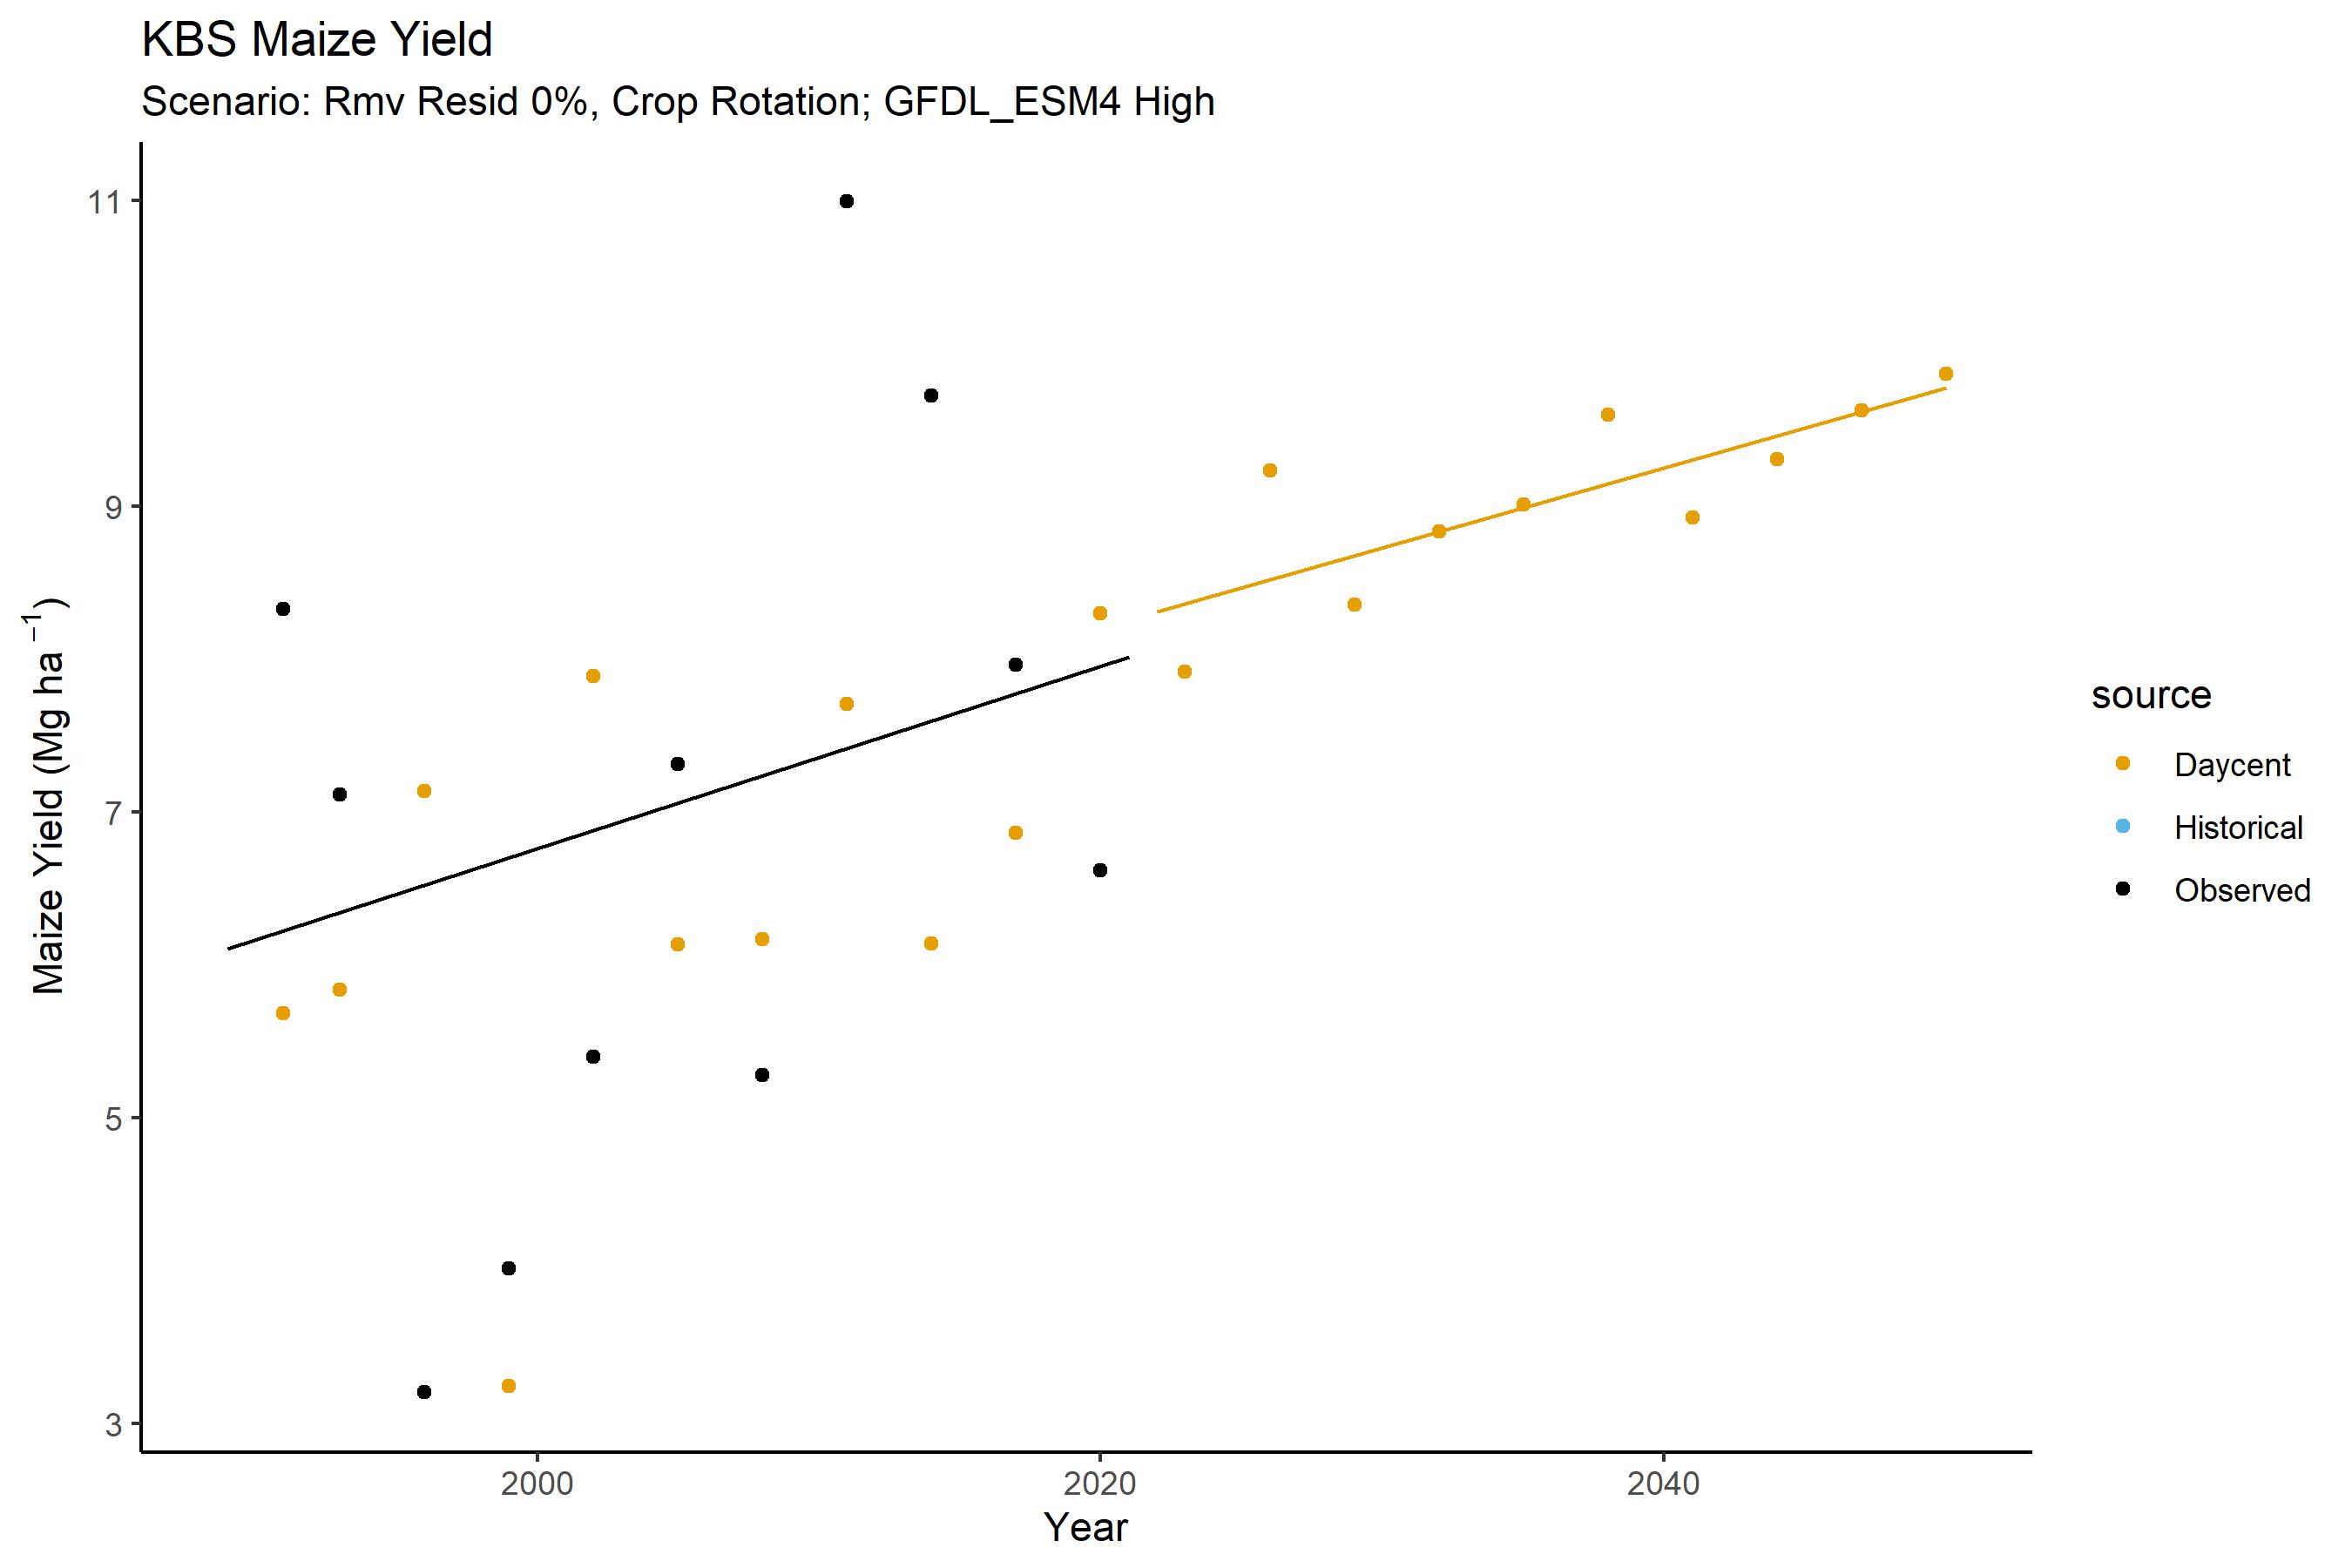 KBS Maize Yield
Scenario: Rmv Resid 0%, Crop Rotation; GFDL_ESM4 High
Maize Yield (Mg ha −1)
11
9
7
5
3
2000
2020
2040
Year
source
Daycent
Historical
Observed